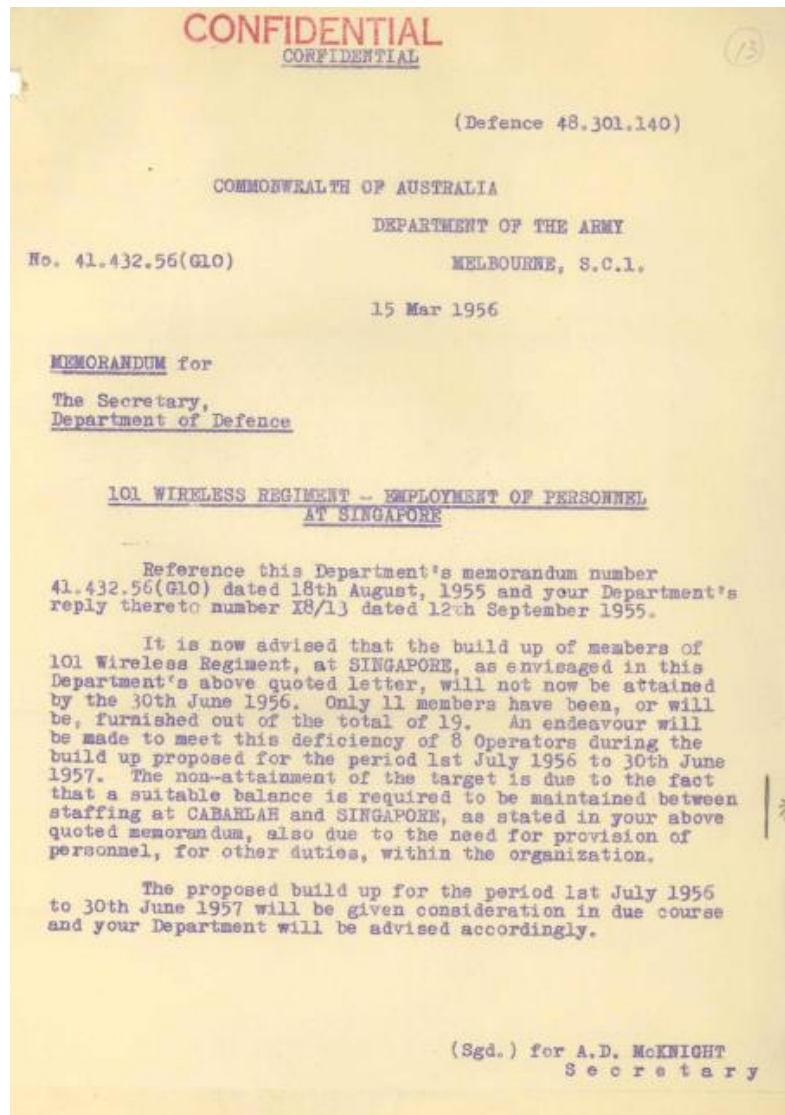 CONFIDENTIAL
CONFIDENTIAL
13
(Defence 48.301.140)
COMMONWEALTH OF AUSTRALIA
DEPARTMENT OF THE ARMY
No. 41.432.56(G10)
MELBOURNE, S.C.1.
15 Mar 1956
MEMORANDUM for
The Secretary,
Department of Defence
101 WIRELESS REGIMENT - EMPLOYMENT OF PERSONNEL
AT SINGAPORE
Reference this Department's memorandum number
41.432.56(G10) dated 18th August, 1955 and your Department's
reply thereto number X8/13 dated 12th September 1955.
It is now advised that the build up of members of
101 Wireless Regiment, at SINGAPORE, as envisaged in this
Department's above quoted letter, will not now be attained
by the 30th June 1956. Only 11 members have been, or will
be, furnished out of the total of 19. An endeavour will
be made to meet this deficiency of 8 Operators during the
build up proposed for the period 1st July 1956 to 30th June
1957. The non-attainment of the target is due to the fact
that a suitable balance is required to be maintained between
staffing at CABARLAH and SINGAPORE, as stated in your above
quoted memorandum, also due to the need for provision of
personnel, for other duties, within the organization.
The proposed build up for the period 1st July 1956
to 30th June 1957 will be given consideration in due course
and your Department will be advised accordingly.
(Sgd.) for A.D. McKNIGHT
Secretary